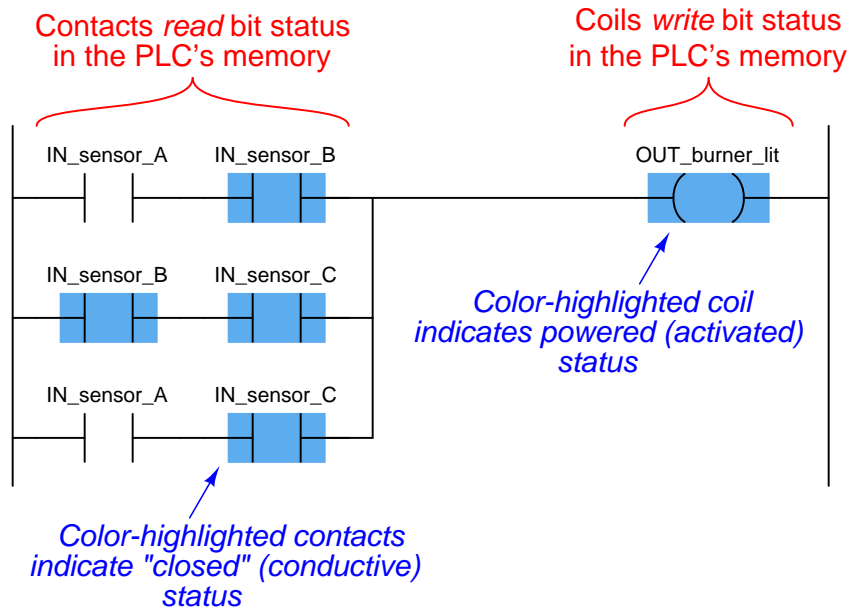 Contacts read bit status
in the PLC's memory
Coils write bit status
in the PLC's memory
IN_sensor_A
IN_sensor_B
OUT_burner_lit
IN_sensor_B
IN_sensor_C
Color-highlighted coil
indicates powered (activated)
status
IN_sensor_A
IN_sensor_C
Color-highlighted contacts
indicate "closed" (conductive)
status